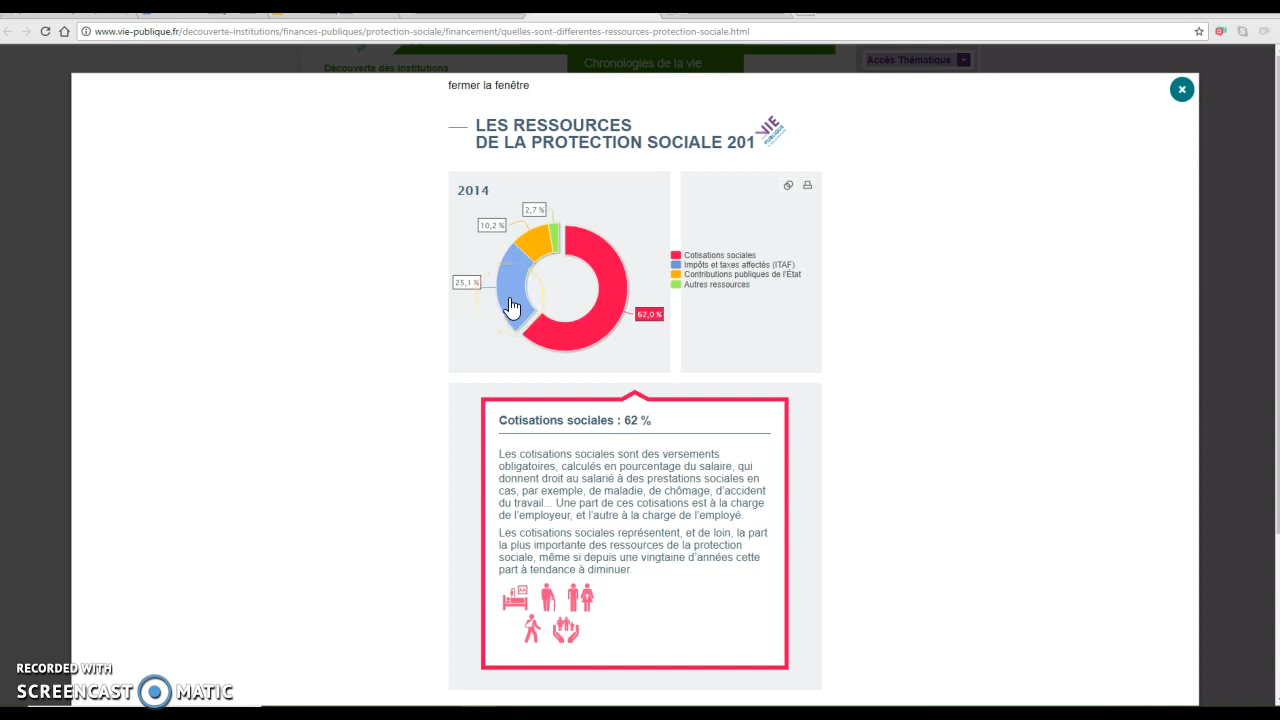 www.vie-publique.fr/decouverte-institutions/finances-publiques/protection-sociale/financement/quelles-sont-differentes-ressources-protection-sociale.html
Découverte des institutions
Chronologies de la vie
Accès Thématique
fermer la fenêtre
LES RESSOURCES
DE LA PROTECTION SOCIALE 201
VIE
PUBLIQUE
2014
2,7 %
10,2 %
25,1 %
62,0 %
Cotisations sociales
Impôts et taxes affectés (ITAF)
Contributions publiques de l'État
Autres ressources
Cotisations sociales : 62 %
Les cotisations sociales sont des versements
obligatoires, calculés en pourcentage du salaire, qui
donnent droit au salarié à des prestations sociales en
cas, par exemple, de maladie, de chômage, d'accident
du travail... Une part de ces cotisations est à la charge
de l'employeur, et l'autre à la charge de l'employé.
Les cotisations sociales représentent, et de loin, la part
la plus importante des ressources de la protection
sociale, même si depuis une vingtaine d'années cette
part à tendance à diminuer.
RECORDED WITH
SCREENCAST MATIC